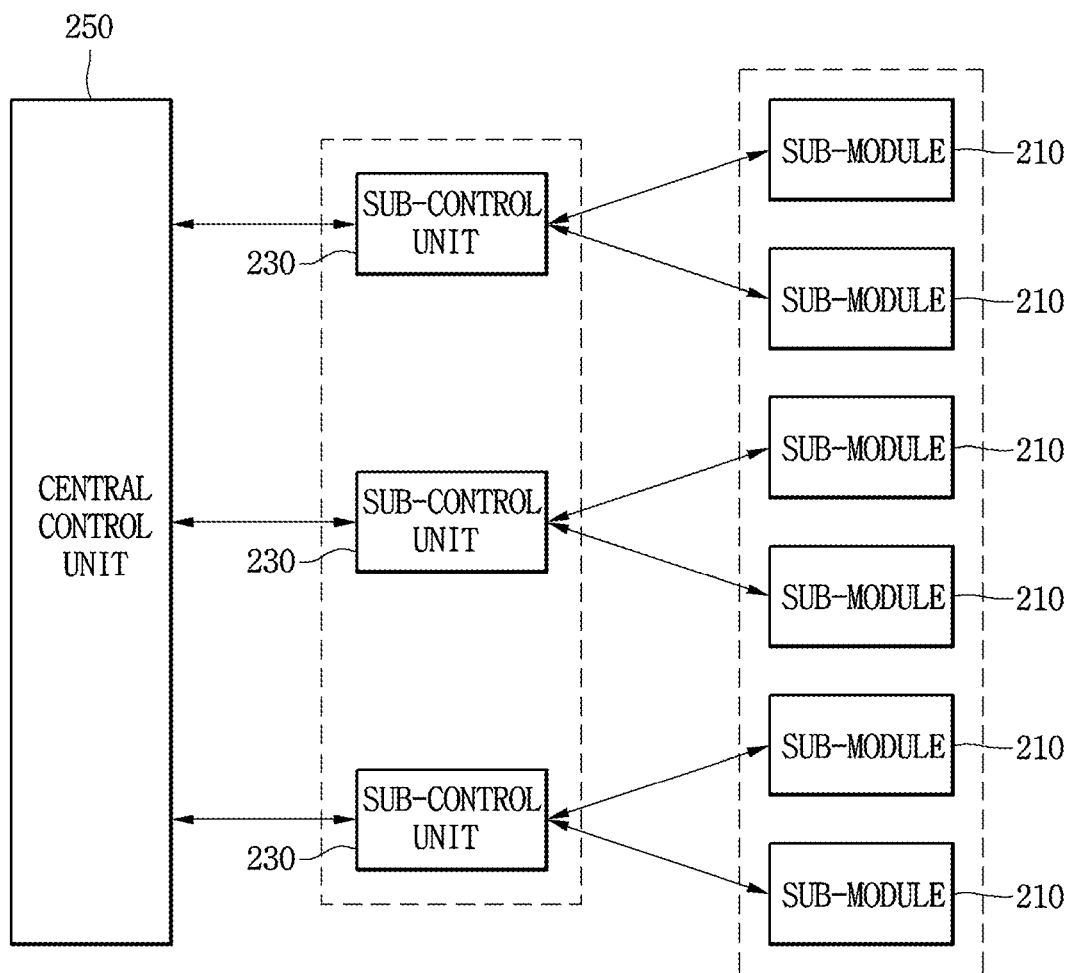 250
SUB-MODULE 210
SUB-CONTROL
UNIT
230
SUB-MODULE 210
SUB-MODULE 210
CENTRAL
CONTROL
UNIT
SUB-CONTROL
UNIT
230
SUB-MODULE 210
SUB-MODULE 210
SUB-CONTROL
UNIT
230
SUB-MODULE 210